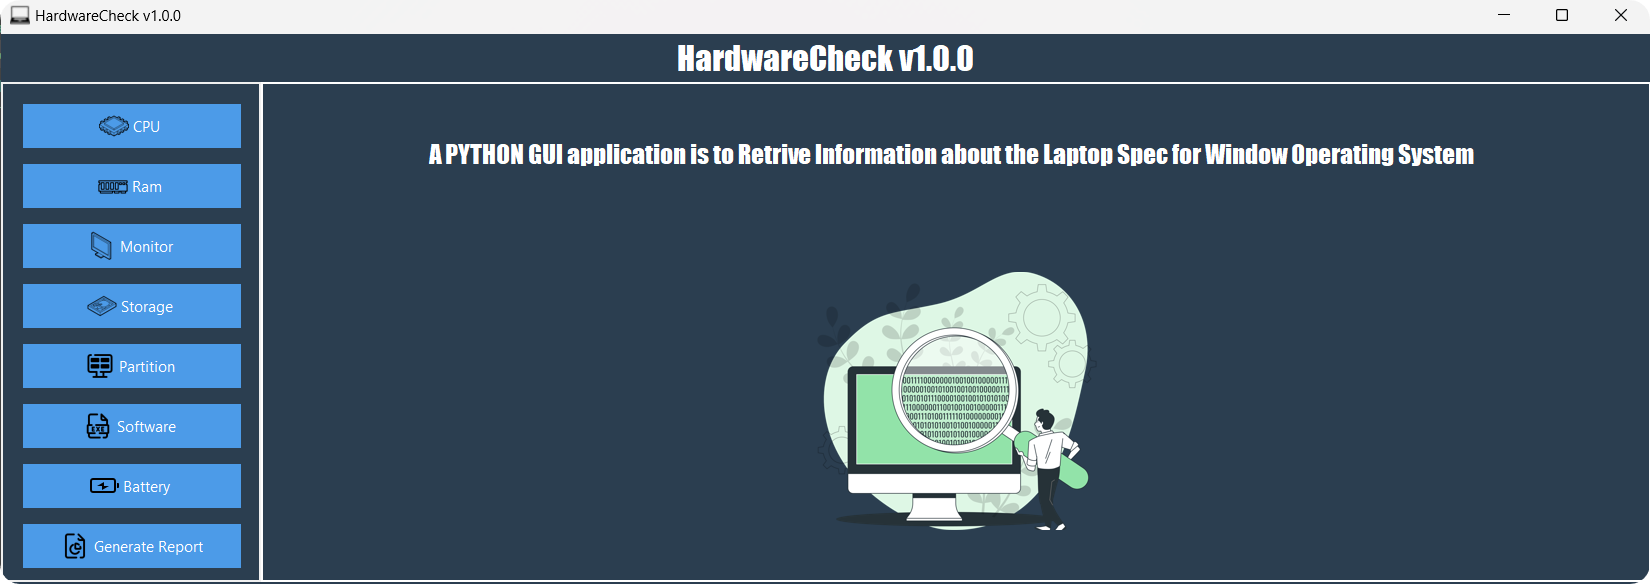 HardwareCheck v1.0.0
HardwareCheck v1.0.0
CPU
Ram
Monitor
Storage
Partition
Software
EXE
Battery
Generate Report
A PYTHON GUI application is to Retrive Information about the Laptop Spec for Window Operating System